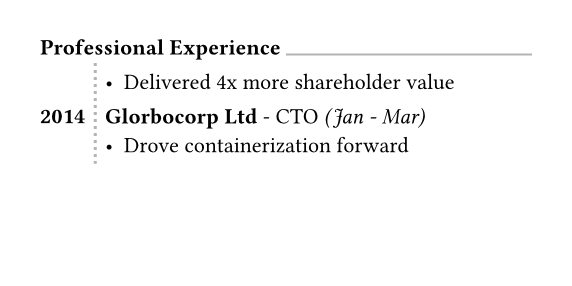 Professional Experience
• Delivered 4x more shareholder value
2014 Glorbocorp Ltd - CTO (Jan - Mar)
• Drove containerization forward